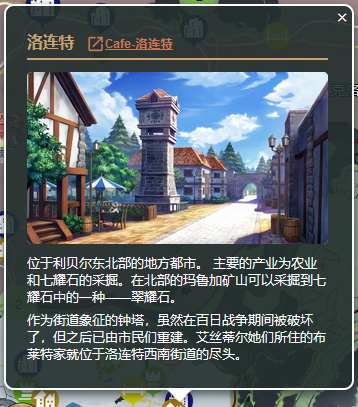 洛连特 Cafe-洛连特
位于利贝尔东北部的地方都市。 主要的产业为农业
和七耀石的采掘。在北部的玛鲁加矿山可以采掘到七
耀石中的一种——翠耀石。
作为街道象征的钟塔，虽然在百日战争期间被破坏
了，但之后已由市民们重建。艾丝蒂尔她们所住的布
莱特家就位于洛连特西南街道的尽头。